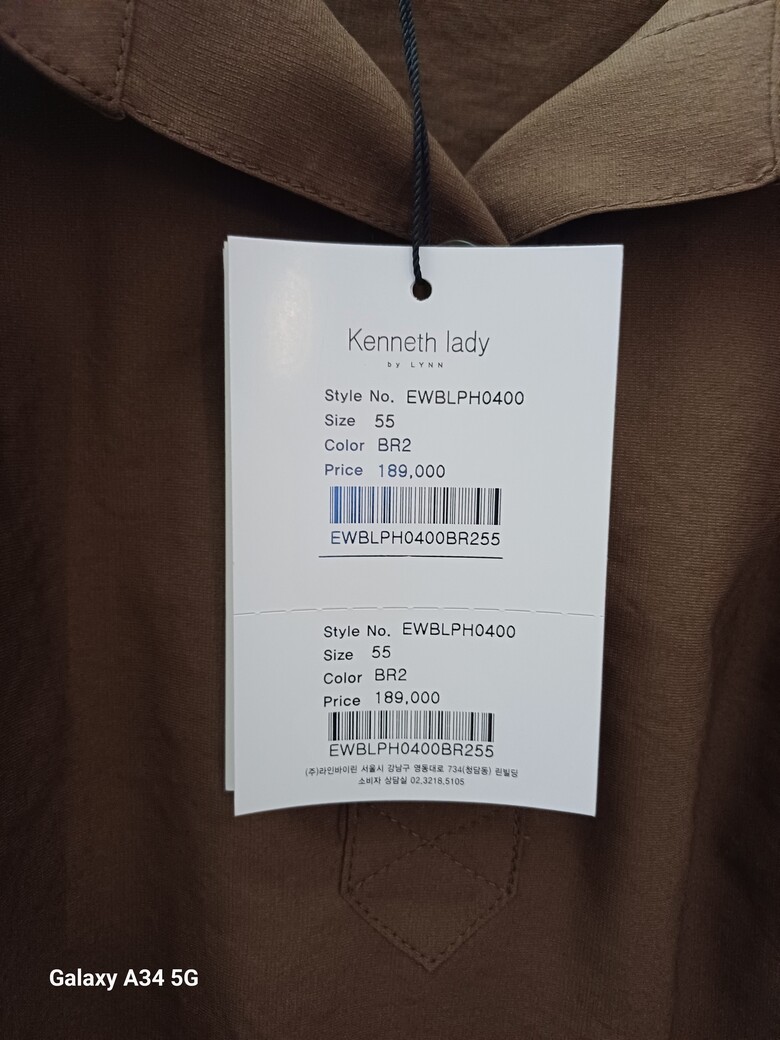 Kenneth lady
by LYNN
Style No. EWBLPH0400
Size 55
Color BR2
Price 189,000
EWBLPH0400BR255
Style No. EWBLPH0400
Size 55
Color BR2
Price 189,000
EWBLPH0400BR255
(주)라인바이린 서울시 강남구 영동대로 734(청담동) 린빌딩
소비자 상담실 02.3218.5105
Galaxy A34 5G